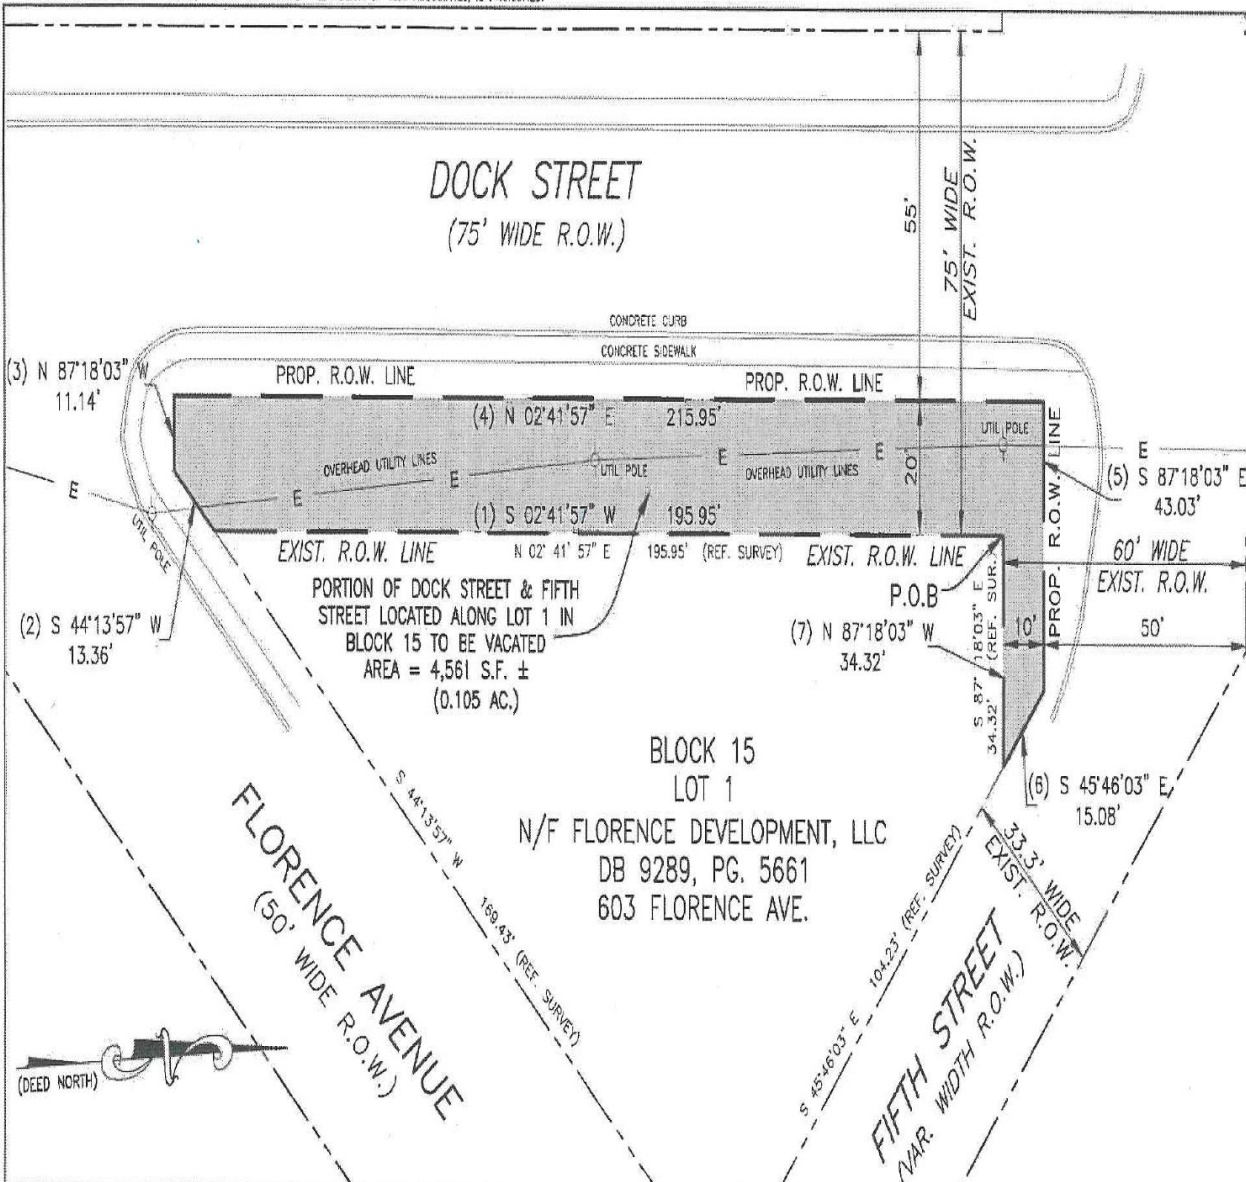 DOCK STREET
(75' WIDE R.O.W.)
55'
75' WIDE
EXIST. R.O.W.
CONCRETE CURB
CONCRETE SIDEWALK
(3) N 87°18'03" W
11.14'
PROP. R.O.W. LINE
PROP. R.O.W. LINE
(4) N 02°41'57" E 215.95'
UTIL POLE
OVERHEAD UTILITY LINES
E
E
E
E
E
E
UTIL POLE
OVERHEAD UTILITY LINES
20'
PROP. R.O.W. LINE
(5) S 87°18'03" E
43.03'
UTIL POLE
(1) S 02°41'57" W 195.95'
EXIST. R.O.W. LINE
N 02° 41' 57" E 195.95' (REF. SURVEY)
EXIST. R.O.W. LINE
60' WIDE
EXIST. R.O.W.
P.O.B
PORTION OF DOCK STREET & FIFTH
STREET LOCATED ALONG LOT 1 IN
BLOCK 15 TO BE VACATED
AREA = 4,561 S.F. ±
(0.105 AC.)
(2) S 44°13'57" W
13.36'
(7) N 87°18'03" W
34.32'
S 87°18'03" E
34.32' (REF. SUR.)
10'
PROP. R.O.W. LINE
50'
(6) S 45°46'03" E
15.08'
BLOCK 15
LOT 1
N/F FLORENCE DEVELOPMENT, LLC
DB 9289, PG. 5661
603 FLORENCE AVE.
S 44°13'57" W 169.43' (REF. SURVEY)
FLORENCE AVENUE
(50' WIDE R.O.W.)
S 45°46'03" E 104.23' (REF. SURVEY)
33.3' WIDE
EXIST. R.O.W.
FIFTH STREET
(VAR. WIDTH R.O.W.)
(DEED NORTH)